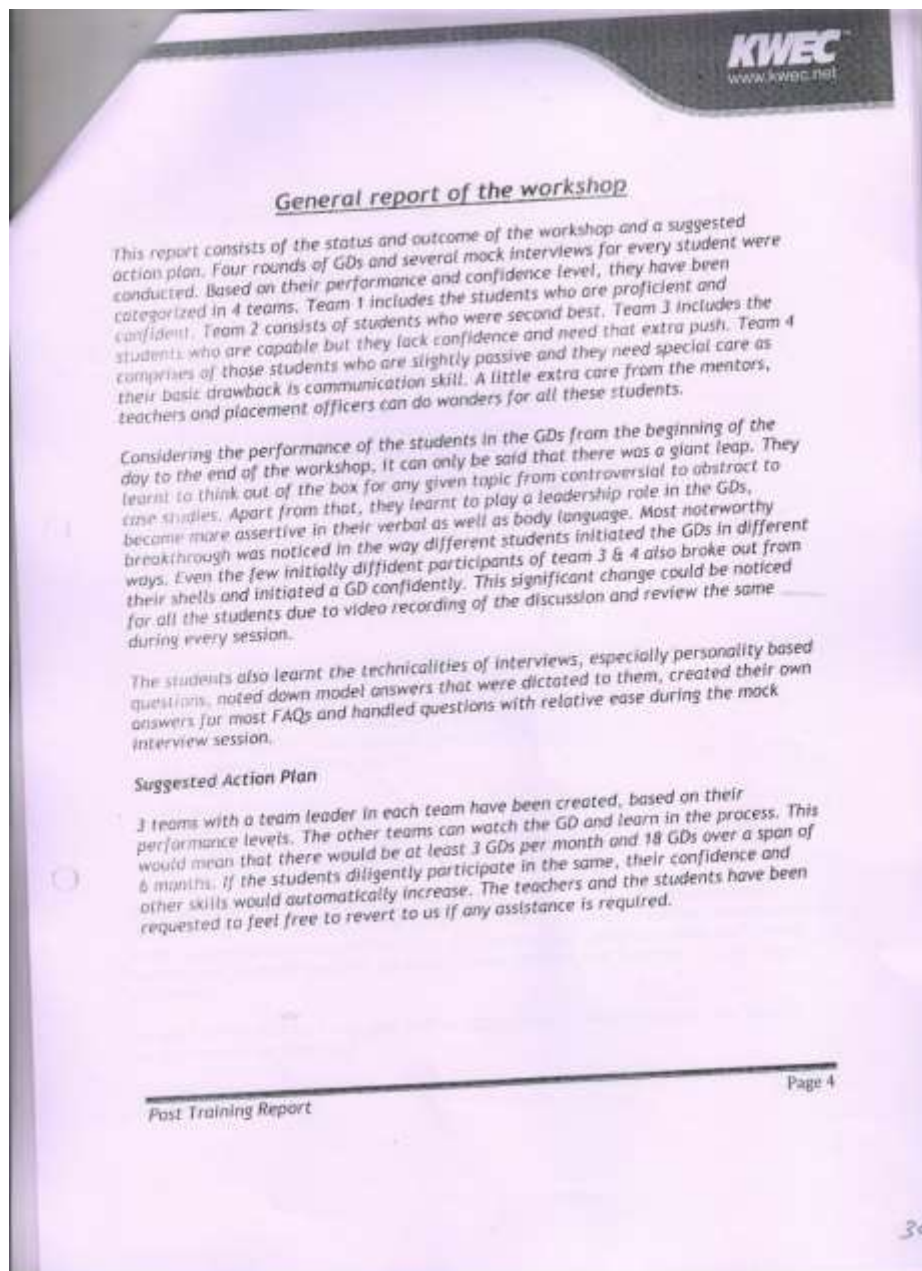 KWEC
www.kwec.net
General report of the workshop
This report consists of the status and outcome of the workshop and a suggested
action plan. Four rounds of GDs and several mock interviews for every student were
conducted. Based on their performance and confidence level, they have been
categorized in 4 teams. Team 1 includes the students who are proficient and
confident. Team 2 consists of students who were second best. Team 3 includes the
students who are capable but they lack confidence and need that extra push. Team 4
comprises of those students who are slightly passive and they need special care as
their basic drawback is communication skill. A little extra care from the mentors,
teachers and placement officers can do wonders for all these students.
Considering the performance of the students in the GDs from the beginning of the
day to the end of the workshop, it can only be said that there was a giant leap. They
learnt to think out of the box for any given topic from controversial to abstract to
case studies. Apart from that, they learnt to play a leadership role in the GDs,
became more assertive in their verbal as well as body language. Most noteworthy
breakthrough was noticed in the way different students initiated the GDs in different
ways. Even the few initially diffident participants of team 3 & 4 also broke out from
their shells and initiated a GD confidently. This significant change could be noticed
for all the students due to video recording of the discussion and review the same
during every session.
The students also learnt the technicalities of interviews, especially personality based
questions, noted down model answers that were dictated to them, created their own
answers for most FAQs and handled questions with relative ease during the mock
interview session.
Suggested Action Plan
3 teams with a team leader in each team have been created, based on their
performance levels. The other teams can watch the GD and learn in the process. This
would mean that there would be at least 3 GDs per month and 18 GDs over a span of
6 months. If the students diligently participate in the same, their confidence and
other skills would automatically increase. The teachers and the students have been
requested to feel free to revert to us if any assistance is required.
Page 4
Post Training Report